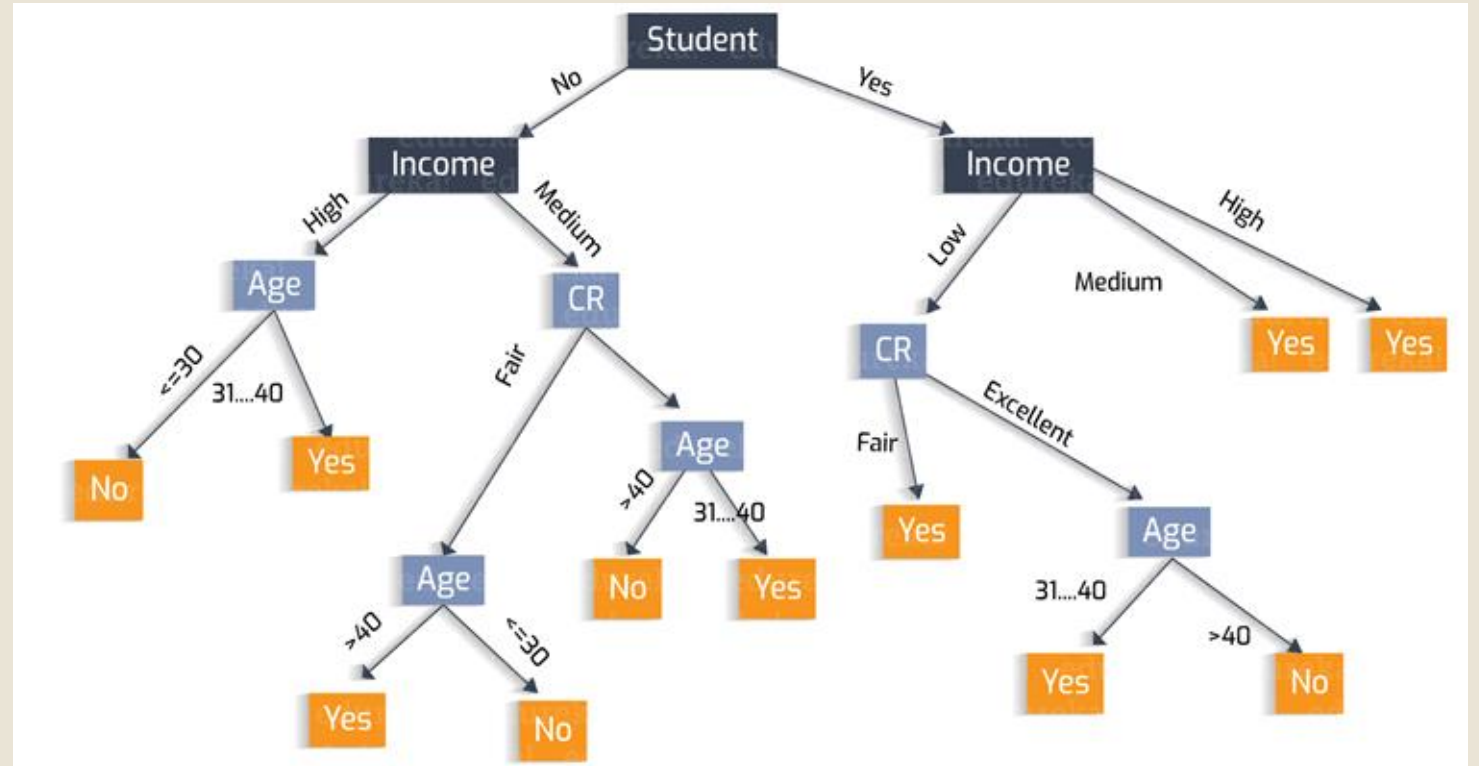 Student
No
Yes
Income
Income
High
Medium
Low
Medium
High
Age
CR
CR
Yes
Yes
<=30
31....40
Fair
Age
Fair
Excellent
No
Yes
>40
31....40
Yes
Age
Age
No
Yes
31....40
>40
>40
<=30
Yes
No
Yes
No
edureka!